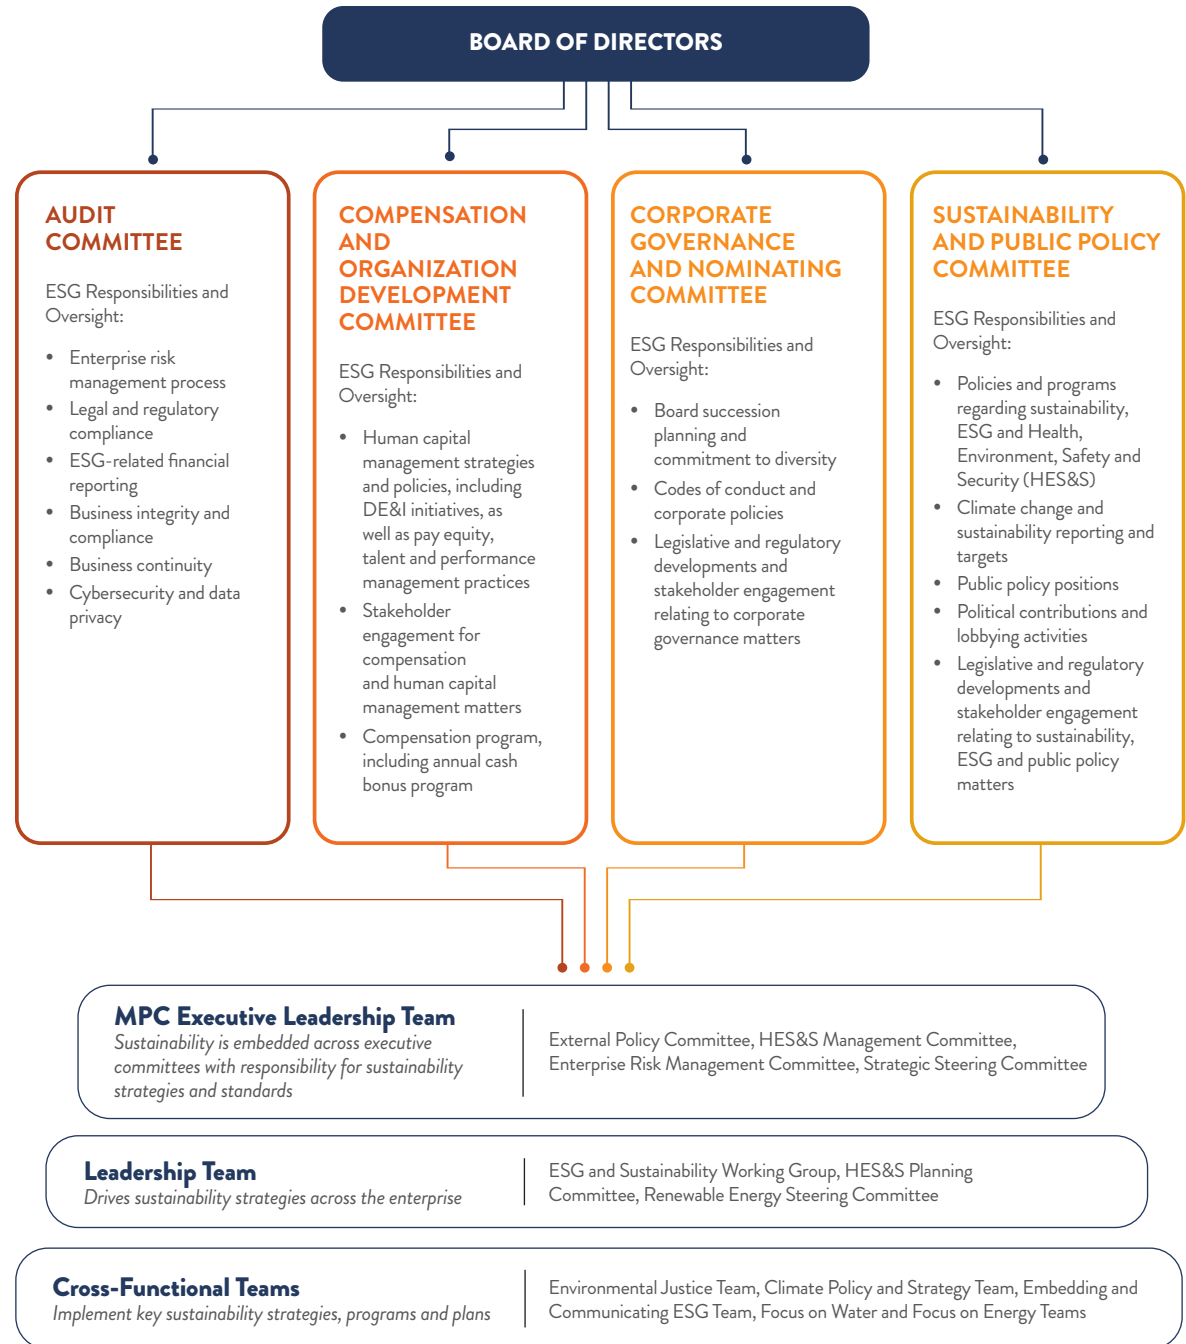 BOARD OF DIRECTORS
AUDIT
COMMITTEE
ESG Responsibilities and
Oversight:
• Enterprise risk
management process
• Legal and regulatory
compliance
• ESG-related financial
reporting
• Business integrity and
compliance
• Business continuity
• Cybersecurity and data
privacy
COMPENSATION
AND
ORGANIZATION
DEVELOPMENT
COMMITTEE
ESG Responsibilities and
Oversight:
• Human capital
management strategies
and policies, including
DE&I initiatives, as
well as pay equity,
talent and performance
management practices
• Stakeholder
engagement for
compensation
and human capital
management matters
• Compensation program,
including annual cash
bonus program
CORPORATE
GOVERNANCE
AND NOMINATING
COMMITTEE
ESG Responsibilities and
Oversight:
• Board succession
planning and
commitment to diversity
• Codes of conduct and
corporate policies
• Legislative and regulatory
developments and
stakeholder engagement
relating to corporate
governance matters
SUSTAINABILITY
AND PUBLIC POLICY
COMMITTEE
ESG Responsibilities and
Oversight:
• Policies and programs
regarding sustainability,
ESG and Health,
Environment, Safety and
Security (HES&S)
• Climate change and
sustainability reporting and
targets
• Public policy positions
• Political contributions and
lobbying activities
• Legislative and regulatory
developments and
stakeholder engagement
relating to sustainability,
ESG and public policy
matters
MPC Executive Leadership Team
Sustainability is embedded across executive
committees with responsibility for sustainability
strategies and standards
External Policy Committee, HES&S Management Committee,
Enterprise Risk Management Committee, Strategic Steering Committee
Leadership Team
Drives sustainability strategies across the enterprise
ESG and Sustainability Working Group, HES&S Planning
Committee, Renewable Energy Steering Committee
Cross-Functional Teams
Implement key sustainability strategies, programs and plans
Environmental Justice Team, Climate Policy and Strategy Team, Embedding and
Communicating ESG Team, Focus on Water and Focus on Energy Teams